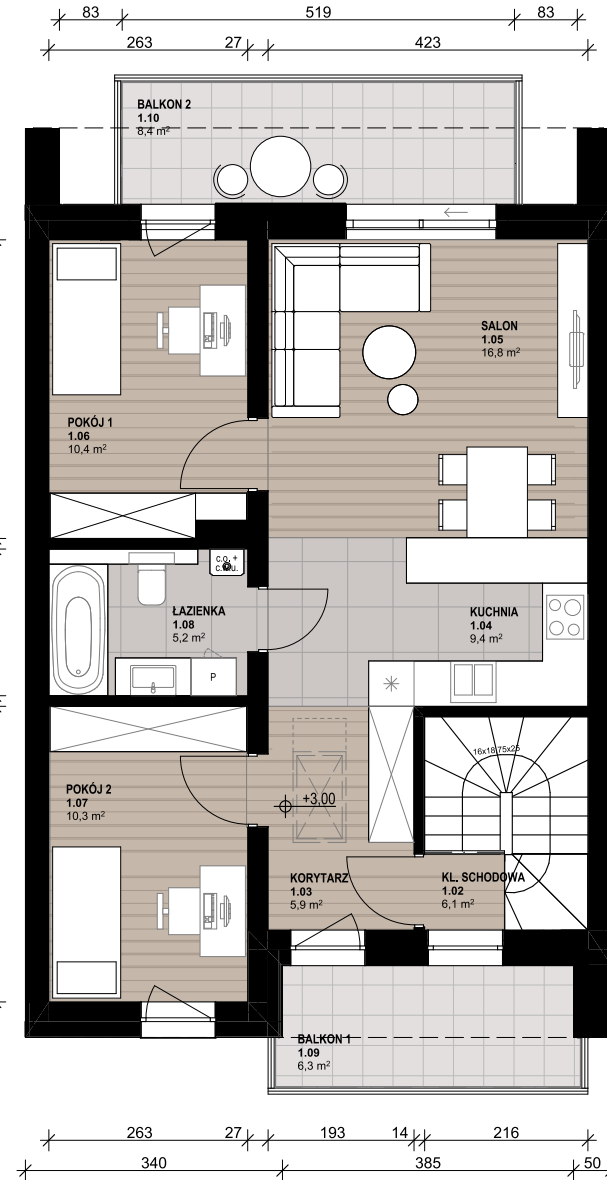 83 519 83
263 27 423
BALKON 2
1.10
8,4 m²
SALON
1.05
16,8 m²
POKÓJ 1
1.06
10,4 m²
c.o. +
c.w.u.
ŁAZIENKA
1.08
5,2 m²
KUCHNIA
1.04
9,4 m²
P
16x18,75x25
POKÓJ 2
1.07
10,3 m²
+3,00
KORYTARZ
1.03
5,9 m²
KL. SCHODOWA
1.02
6,1 m²
BALKON 1
1.09
6,3 m²
263 27 193 14 216
340 385 50